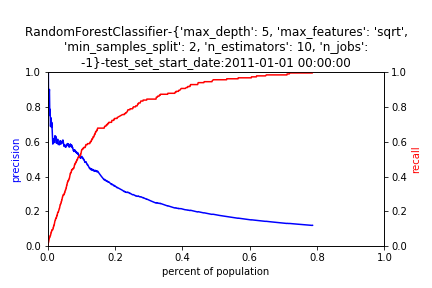 RandomForestClassifier-{'max_depth': 5, 'max_features': 'sqrt',
'min_samples_split': 2, 'n_estimators': 10, 'n_jobs':
-1}-test_set_start_date:2011-01-01 00:00:00
1.0
0.8
0.6
0.4
0.2
0.0
precision
1.0
0.8
0.6
0.4
0.2
0.0
recall
0.0 0.2 0.4 0.6 0.8 1.0
percent of population